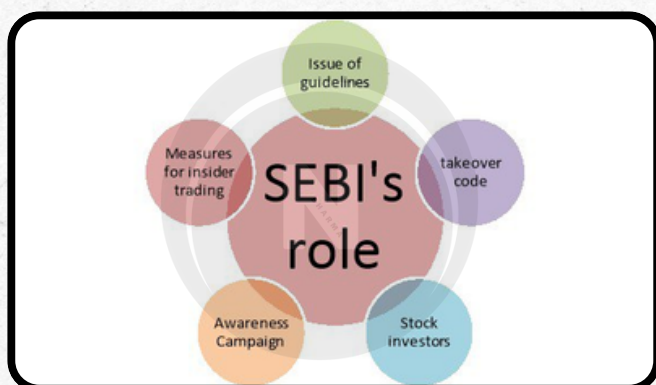 Issue of
guidelines
Measures
for insider
trading
takeover
code
SEBI's
role
Awareness
Campaign
Stock
investors